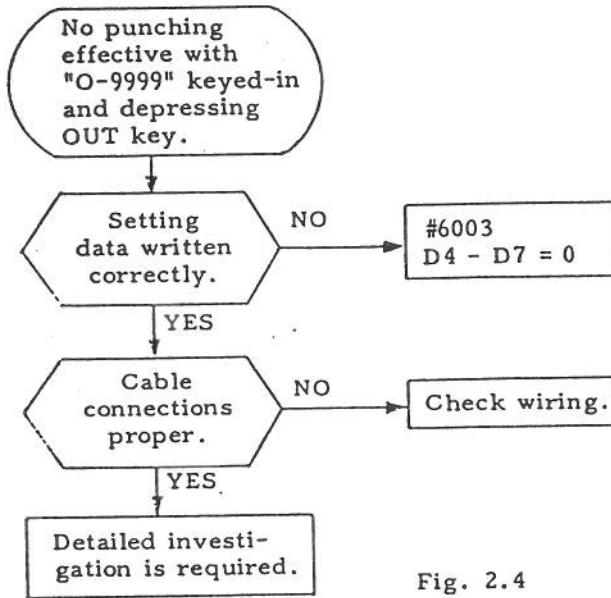 No punching
effective with
"O-9999" keyed-in
and depressing
OUT key.
Setting
data written
correctly.
NO
#6003
D4 - D7 = 0
YES
Cable
connections
proper.
NO
Check wiring.
YES
Detailed investi-
gation is required.
Fig. 2.4